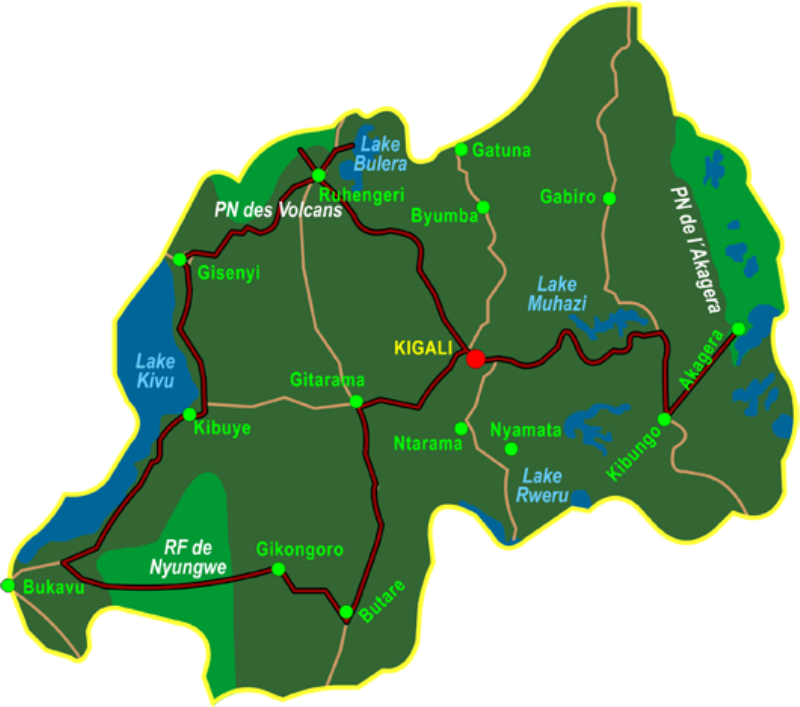 Lake
Bulera
Gatuna
Ruhengeri
PN des Volcans
Byumba
Gabiro
PN de l'Akagera
Gisenyi
Lake
Muhazi
KIGALI
Lake
Kivu
Gitarama
Akagera
Kibuye
Ntarama
Nyamata
Kibungo
Lake
Rweru
RF de
Nyungwe
Gikongoro
Bukavu
Butare